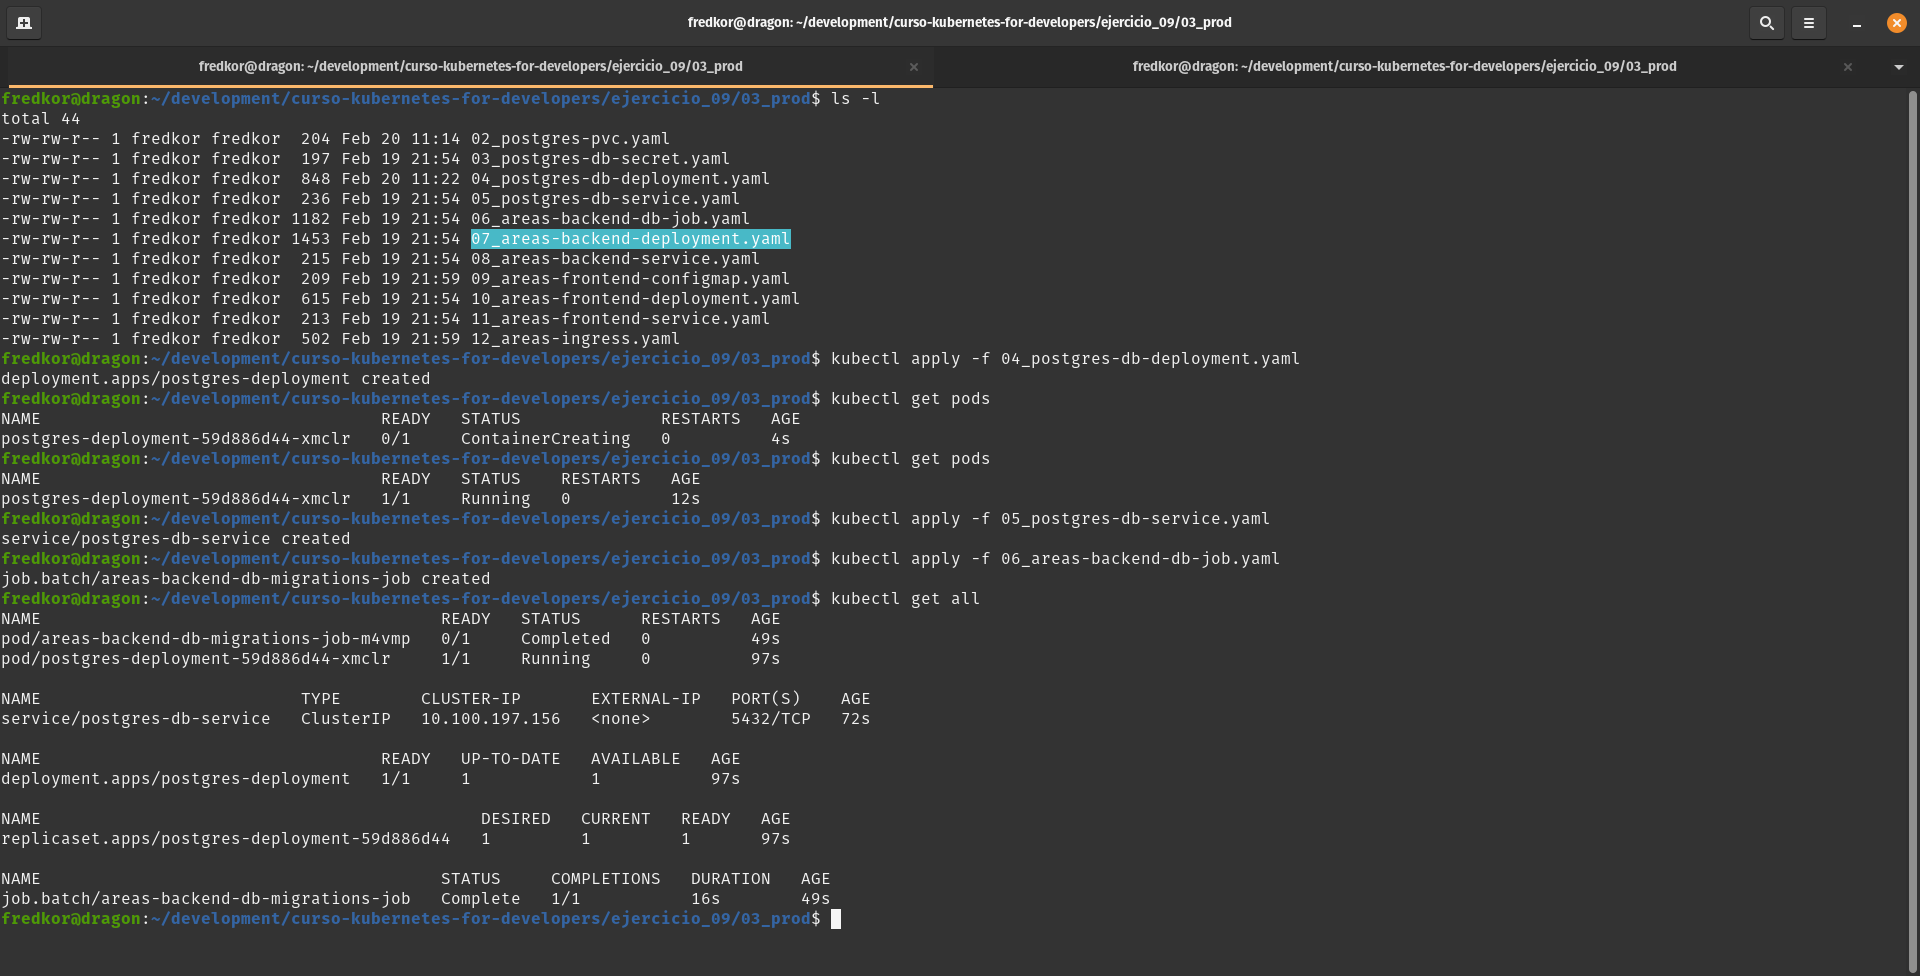 fredkor@dragon: ~/development/curso-kubernetes-for-developers/ejercicio_09/03_prod
fredkor@dragon: ~/development/curso-kubernetes-for-developers/ejercicio_09/03_prod
fredkor@dragon: ~/development/curso-kubernetes-for-developers/ejercicio_09/03_prod
fredkor@dragon:~/development/curso-kubernetes-for-developers/ejercicio_09/03_prod$ ls -l
total 44
-rw-rw-r-- 1 fredkor fredkor  204 Feb 20 11:14 02_postgres-pvc.yaml
-rw-rw-r-- 1 fredkor fredkor  197 Feb 19 21:54 03_postgres-db-secret.yaml
-rw-rw-r-- 1 fredkor fredkor  848 Feb 20 11:22 04_postgres-db-deployment.yaml
-rw-rw-r-- 1 fredkor fredkor  236 Feb 19 21:54 05_postgres-db-service.yaml
-rw-rw-r-- 1 fredkor fredkor 1182 Feb 19 21:54 06_areas-backend-db-job.yaml
-rw-rw-r-- 1 fredkor fredkor 1453 Feb 19 21:54 07_areas-backend-deployment.yaml
-rw-rw-r-- 1 fredkor fredkor  215 Feb 19 21:54 08_areas-backend-service.yaml
-rw-rw-r-- 1 fredkor fredkor  209 Feb 19 21:59 09_areas-frontend-configmap.yaml
-rw-rw-r-- 1 fredkor fredkor  615 Feb 19 21:54 10_areas-frontend-deployment.yaml
-rw-rw-r-- 1 fredkor fredkor  213 Feb 19 21:54 11_areas-frontend-service.yaml
-rw-rw-r-- 1 fredkor fredkor  502 Feb 19 21:59 12_areas-ingress.yaml
fredkor@dragon:~/development/curso-kubernetes-for-developers/ejercicio_09/03_prod$ kubectl apply -f 04_postgres-db-deployment.yaml
deployment.apps/postgres-deployment created
fredkor@dragon:~/development/curso-kubernetes-for-developers/ejercicio_09/03_prod$ kubectl get pods
NAME                                  READY   STATUS              RESTARTS   AGE
postgres-deployment-59d886d44-xmclr   0/1     ContainerCreating   0          4s
fredkor@dragon:~/development/curso-kubernetes-for-developers/ejercicio_09/03_prod$ kubectl get pods
NAME                                  READY   STATUS    RESTARTS   AGE
postgres-deployment-59d886d44-xmclr   1/1     Running   0          12s
fredkor@dragon:~/development/curso-kubernetes-for-developers/ejercicio_09/03_prod$ kubectl apply -f 05_postgres-db-service.yaml
service/postgres-db-service created
fredkor@dragon:~/development/curso-kubernetes-for-developers/ejercicio_09/03_prod$ kubectl apply -f 06_areas-backend-db-job.yaml
job.batch/areas-backend-db-migrations-job created
fredkor@dragon:~/development/curso-kubernetes-for-developers/ejercicio_09/03_prod$ kubectl get all
NAME                                        READY   STATUS      RESTARTS   AGE
pod/areas-backend-db-migrations-job-m4vmp   0/1     Completed   0          49s
pod/postgres-deployment-59d886d44-xmclr     1/1     Running     0          97s
NAME                          TYPE        CLUSTER-IP       EXTERNAL-IP   PORT(S)    AGE
service/postgres-db-service   ClusterIP   10.100.197.156   <none>        5432/TCP   72s
NAME                                  READY   UP-TO-DATE   AVAILABLE   AGE
deployment.apps/postgres-deployment   1/1     1            1           97s
NAME                                            DESIRED   CURRENT   READY   AGE
replicaset.apps/postgres-deployment-59d886d44   1         1         1       97s
NAME                                        STATUS     COMPLETIONS   DURATION   AGE
job.batch/areas-backend-db-migrations-job   Complete   1/1           16s        49s
fredkor@dragon:~/development/curso-kubernetes-for-developers/ejercicio_09/03_prod$